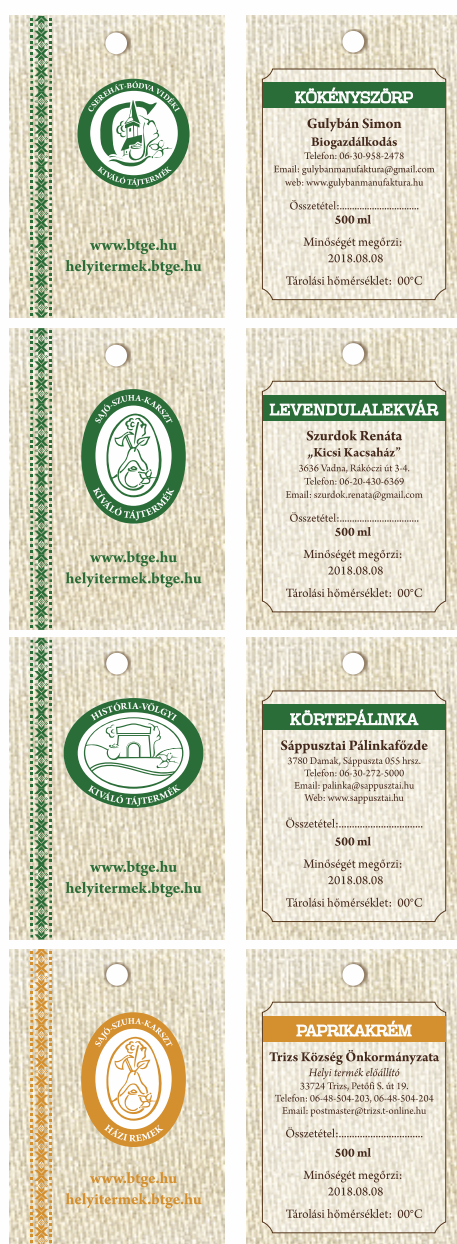 CSEREHÁT-BÓDVA VIDÉKI
KIVÁLÓ TÁJTERMÉK
www.btge.hu
helyitermek.btge.hu
KÖKÉNYSZÖRP
Gulybán Simon
Biogazdálkodás
Telefon: 06-30-958-2478
Email: gulybanmanufaktura@gmail.com
web: www.gulybanmanufaktura.hu
Összetétel:................................
500 ml
Minőségét megőrzi:
2018.08.08
Tárolási hőmérséklet: 00°C
SAJÓ-SZUHA-KARSZT
KIVÁLÓ TÁJTERMÉK
www.btge.hu
helyitermek.btge.hu
LEVENDULALEKVÁR
Szurdok Renáta
„Kicsi Kacsaház”
3636 Vadna, Rákóczi út 3-4.
Telefon: 06-20-430-6369
Email: szurdok.renata@gmail.com
Összetétel:................................
500 ml
Minőségét megőrzi:
2018.08.08
Tárolási hőmérséklet: 00°C
HISTÓRIA-VÖLGYI
KIVÁLÓ TÁJTERMÉK
www.btge.hu
helyitermek.btge.hu
KÖRTEPÁLINKA
Sáppusztai Pálinkafőzde
3780 Damak, Sáppuszta 055 hrsz.
Telefon: 06-30-272-5000
Email: palinka@sappusztai.hu
Web: www.sappusztai.hu
Összetétel:..................................
500 ml
Minőségét megőrzi:
2018.08.08
Tárolási hőmérséklet: 00°C
SAJÓ-SZUHA-KARSZT
HÁZI REMEK
www.btge.hu
helyitermek.btge.hu
PAPRIKAKRÉM
Trizs Község Önkormányzata
Helyi termék előállító
33724 Trizs, Petőfi S. út 19.
Telefon: 06-48-504-203, 06-48-504-204
Email: postmaster@trizs.t-online.hu
Összetétel:..................................
500 ml
Minőségét megőrzi:
2018.08.08
Tárolási hőmérséklet: 00°C